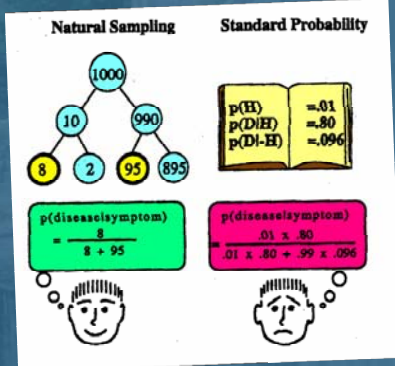 Natural Sampling
Standard Probability
1000
10
990
8
2
95
895
p(H) =.01
p(D|H) =.80
p(D|-H) =.096
p(disease|symptom)
= 8
8 + 95
p(disease|symptom)
= .01 x .80
.01 x .80 + .99 x .096